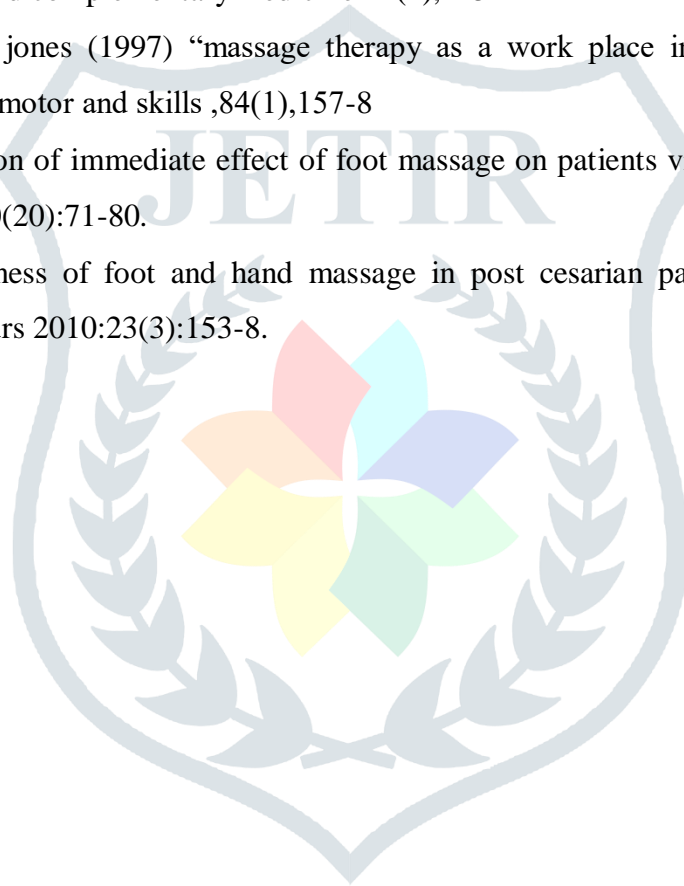 jones (1997) “massage therapy as a work place in
motor and skills ,84(1),157-8
on of immediate effect of foot massage on patients v
(20):71-80.
ness of foot and hand massage in post cesarian pa
rs 2010:23(3):153-8.
JETIR